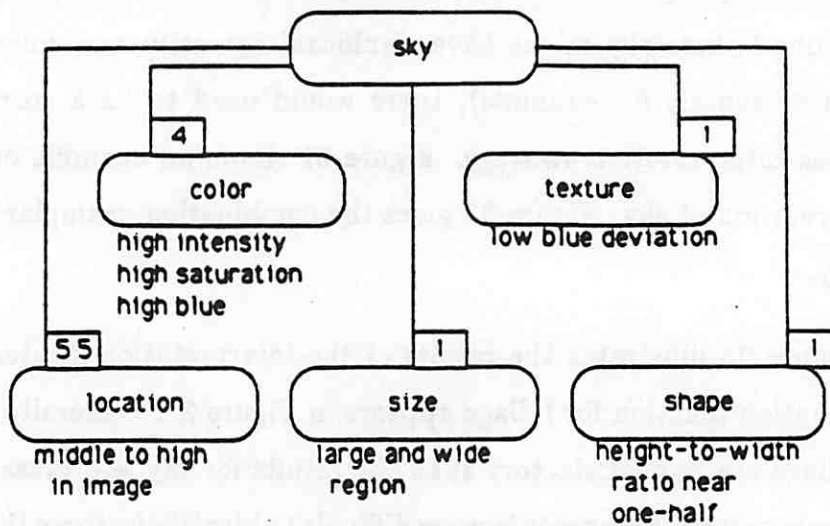 sky
4
1
color
texture
high intensity
high saturation
high blue
low blue deviation
55
1
1
location
size
shape
middle to high
in image
large and wide
region
height-to-width
ratio near
one-half